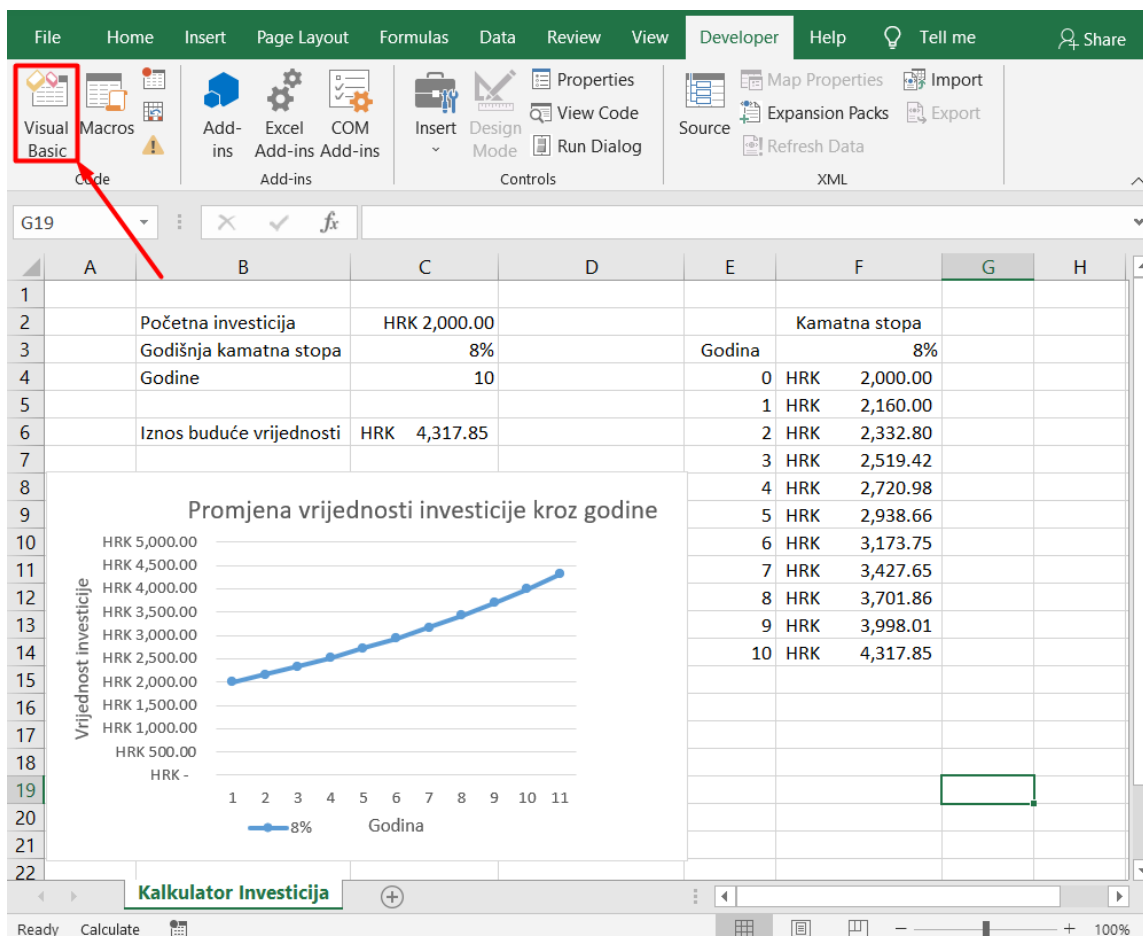 File Home Insert Page Layout Formulas Data Review View Developer Help Tell me Share
Visual Basic
Macros
Add-ins
Excel Add-ins
COM Add-ins
Insert
Design Mode
Properties
View Code
Run Dialog
Source
Map Properties
Expansion Packs
Refresh Data
Import
Export
Code Add-ins Controls XML
G19 fx
A B C D E F G H
1
2 Početna investicija HRK 2,000.00 Kamatna stopa
3 Godišnja kamatna stopa 8% Godina 8%
4 Godine 10 0 HRK 2,000.00
5 1 HRK 2,160.00
6 Iznos buduće vrijednosti HRK 4,317.85 2 HRK 2,332.80
7 3 HRK 2,519.42
8 4 HRK 2,720.98
9 5 HRK 2,938.66
10 6 HRK 3,173.75
11 7 HRK 3,427.65
12 8 HRK 3,701.86
13 9 HRK 3,998.01
14 10 HRK 4,317.85
15
16
17
18
19
20
21
22
Promjena vrijednosti investicije kroz godine
Vrijednost investicije
HRK 5,000.00
HRK 4,500.00
HRK 4,000.00
HRK 3,500.00
HRK 3,000.00
HRK 2,500.00
HRK 2,000.00
HRK 1,500.00
HRK 1,000.00
HRK 500.00
HRK -
1 2 3 4 5 6 7 8 9 10 11
8% Godina
Kalkulator Investicija
Ready Calculate 100%